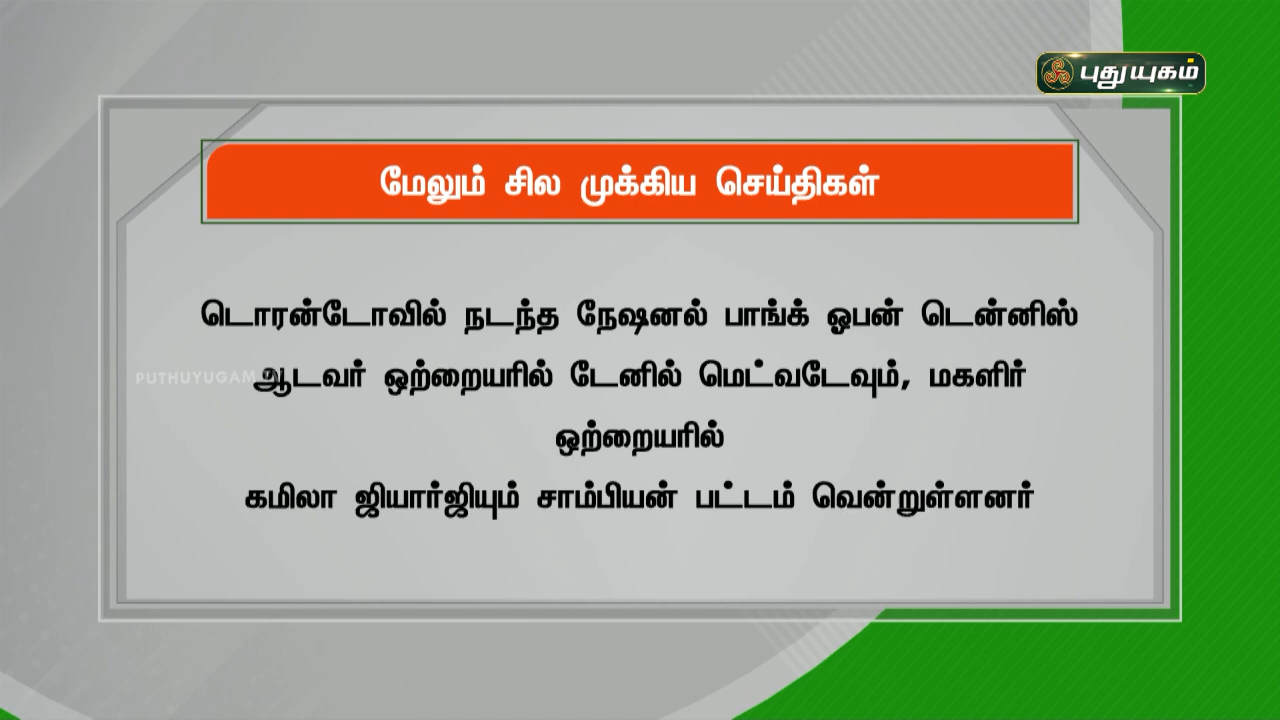 புதுயுகம்
மேலும் சில முக்கிய செய்திகள்
டொரன்டோவில் நடந்த நேஷனல் பாங்க் ஓபன் டென்னிஸ்
PUTHUYUGAM TV
ஆடவர் ஒற்றையரில் டேனில் மெட்வடேவும், மகளிர்
ஒற்றையரில்
கமிலா ஜியார்ஜியும் சாம்பியன் பட்டம் வென்றுள்ளனர்